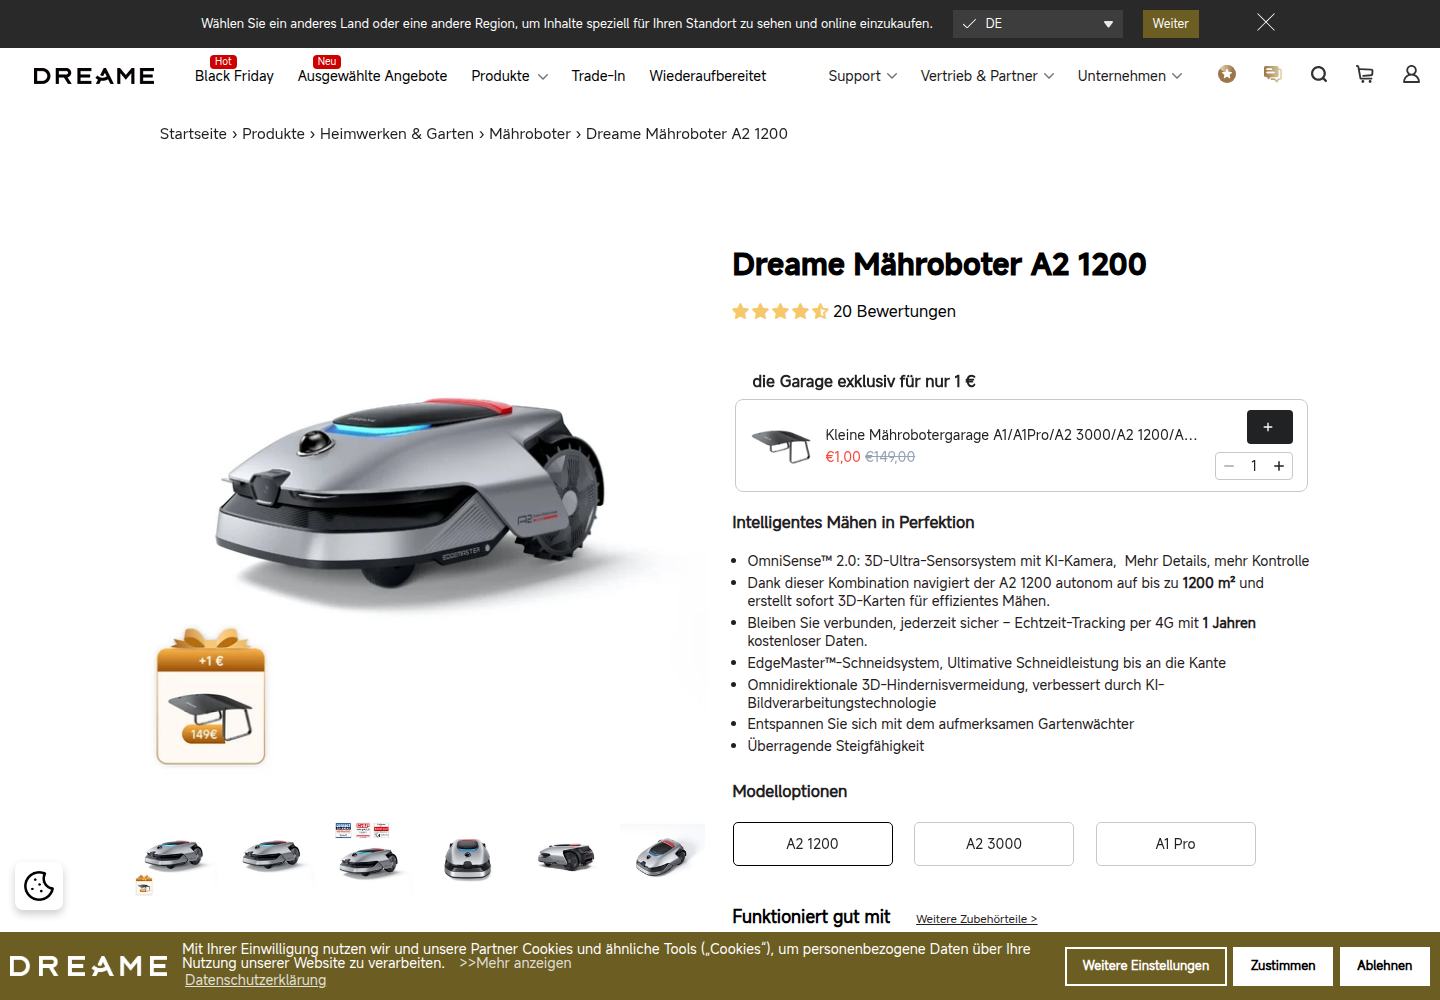 Wählen Sie ein anderes Land oder eine andere Region, um Inhalte speziell für Ihren Standort zu sehen und online einzukaufen.
DE
Weiter
DREAME
Hot
Black Friday
Neu
Ausgewählte Angebote
Produkte
Trade-In
Wiederaufbereitet
Support
Vertrieb & Partner
Unternehmen
Startseite › Produkte › Heimwerken & Garten › Mähroboter › Dreame Mähroboter A2 1200
Dreame Mähroboter A2 1200
20 Bewertungen
die Garage exklusiv für nur 1 €
Kleine Mährobotergarage A1/A1Pro/A2 3000/A2 1200/A…
€1,00 €149,00
+
− 1 +
A2
EDGEMASTER
+1 €
149€
Intelligentes Mähen in Perfektion
OmniSense™ 2.0: 3D-Ultra-Sensorsystem mit KI-Kamera, Mehr Details, mehr Kontrolle
Dank dieser Kombination navigiert der A2 1200 autonom auf bis zu 1200 m² und
erstellt sofort 3D-Karten für effizientes Mähen.
Bleiben Sie verbunden, jederzeit sicher – Echtzeit-Tracking per 4G mit 1 Jahren
kostenloser Daten.
EdgeMaster™-Schneidsystem, Ultimative Schneidleistung bis an die Kante
Omnidirektionale 3D-Hindernisvermeidung, verbessert durch KI-
Bildverarbeitungstechnologie
Entspannen Sie sich mit dem aufmerksamen Gartenwächter
Überragende Steigfähigkeit
Modelloptionen
A2 1200
A2 3000
A1 Pro
Funktioniert gut mit
Weitere Zubehörteile >
DREAME
Mit Ihrer Einwilligung nutzen wir und unsere Partner Cookies und ähnliche Tools („Cookies"), um personenbezogene Daten über Ihre
Nutzung unserer Website zu verarbeiten. >>Mehr anzeigen
Datenschutzerklärung
Weitere Einstellungen
Zustimmen
Ablehnen